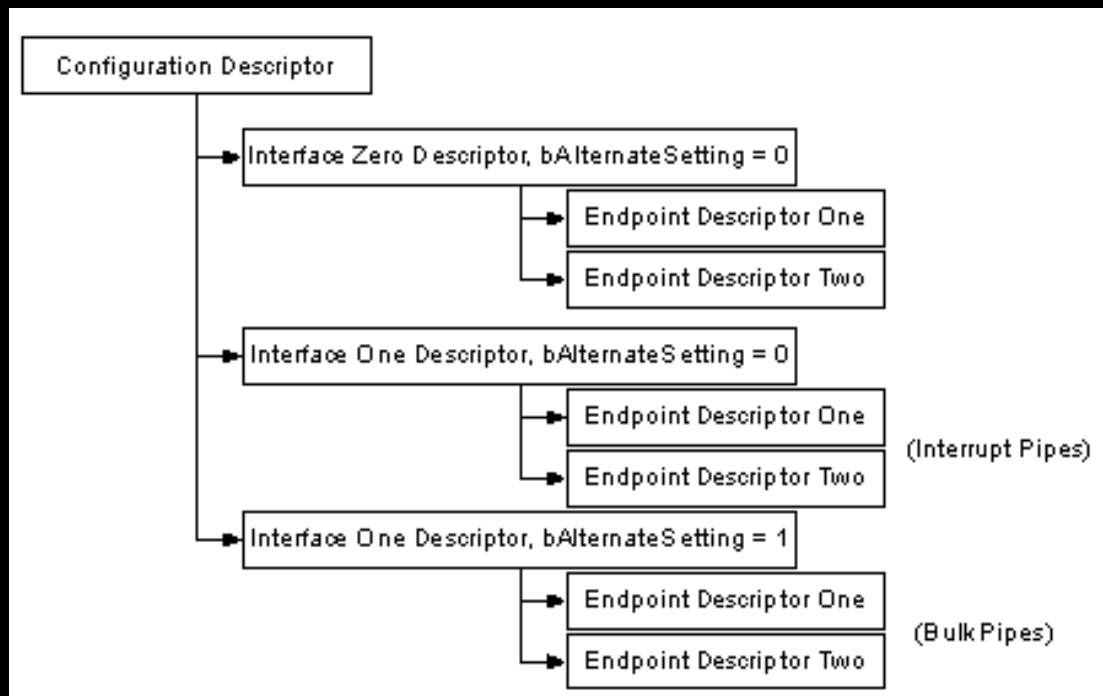 Configuration Descriptor
Interface Zero Descriptor, bAlternateSetting = 0
Endpoint Descriptor One
Endpoint Descriptor Two
Interface One Descriptor, bAlternateSetting = 0
Endpoint Descriptor One
(Interrupt Pipes)
Endpoint Descriptor Two
Interface One Descriptor, bAlternateSetting = 1
Endpoint Descriptor One
(Bulk Pipes)
Endpoint Descriptor Two